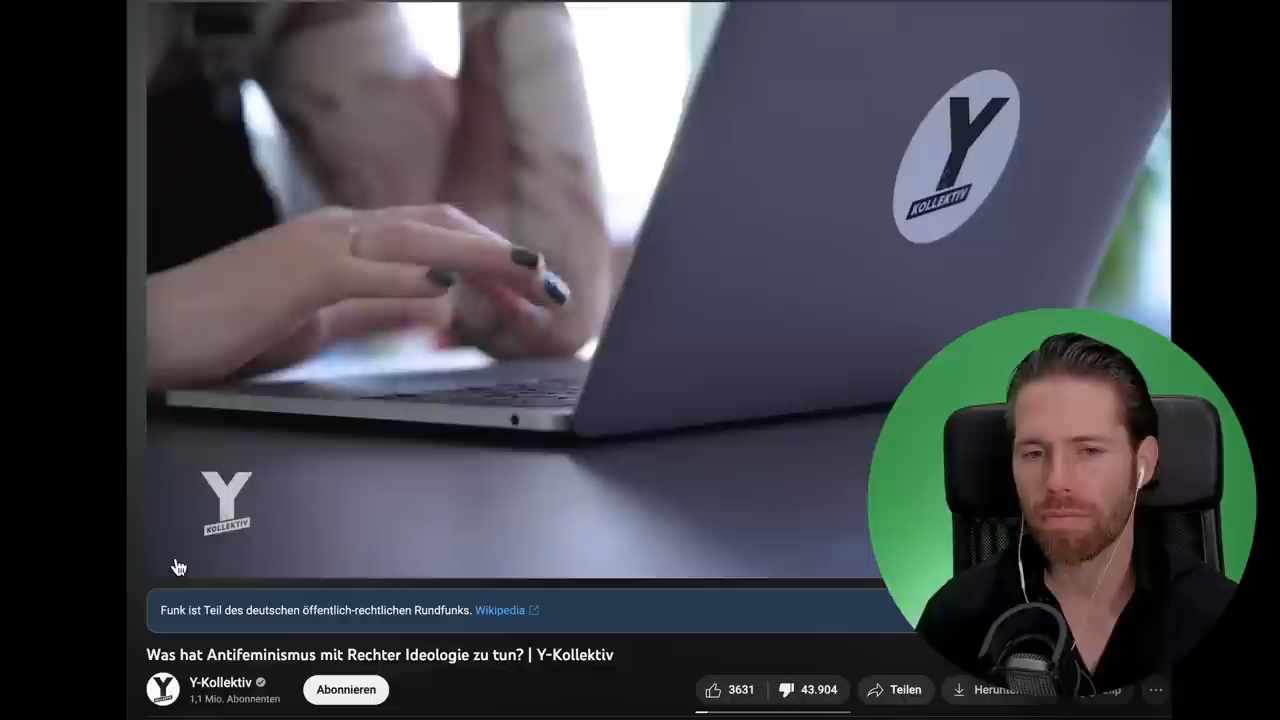 Y
KOLLEKTIV
Y
KOLLEKTIV
Funk ist Teil des deutschen öffentlich-rechtlichen Rundfunks. Wikipedia
Was hat Antifeminismus mit Rechter Ideologie zu tun? | Y-Kollektiv
Y-Kollektiv
1,1 Mio. Abonnenten
Abonnieren
3631
43.904
Teilen